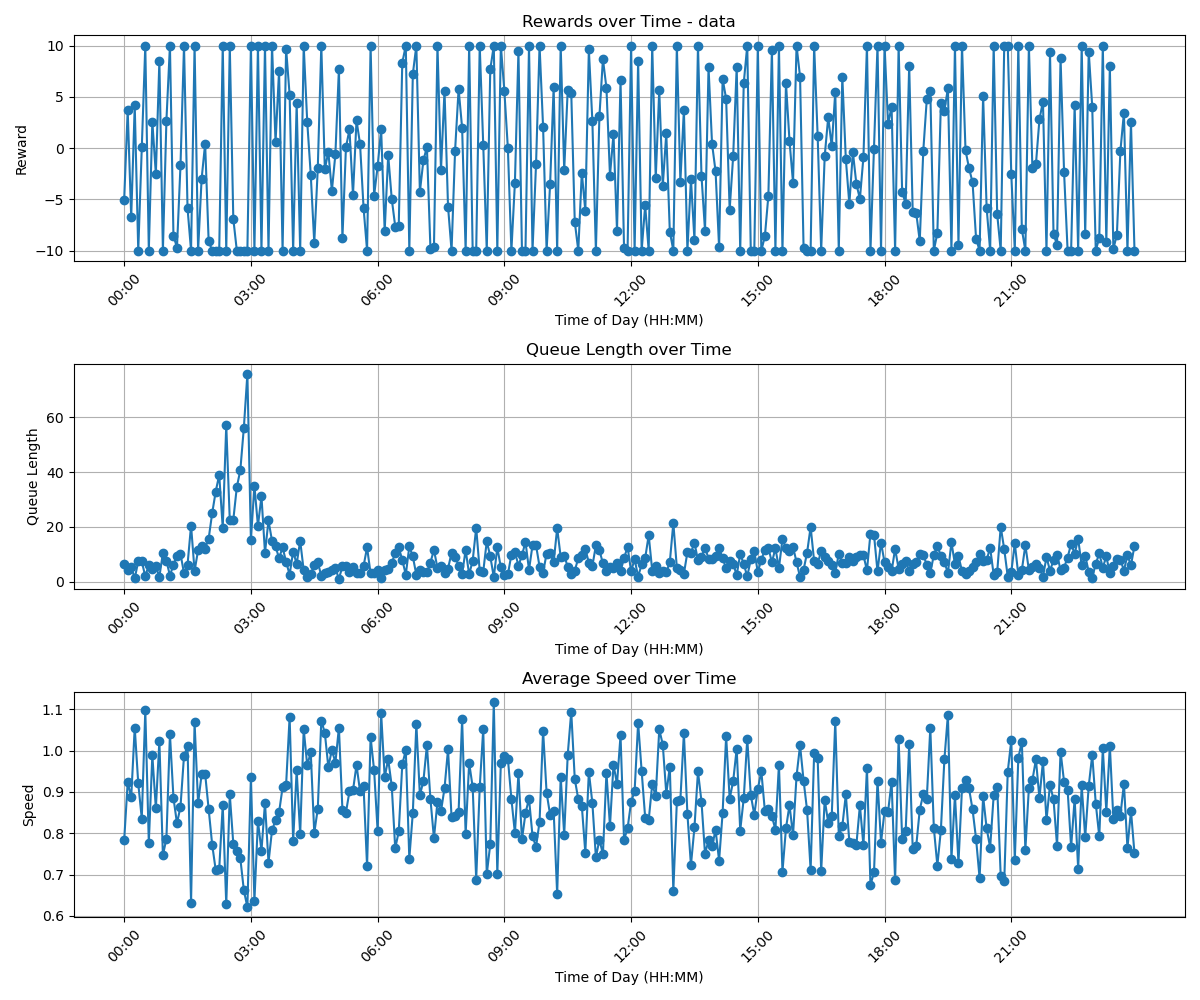 Rewards over Time - data
Reward
10
5
0
−5
−10
00:00 03:00 06:00 09:00 12:00 15:00 18:00 21:00
Time of Day (HH:MM)
Queue Length over Time
Queue Length
60
40
20
0
00:00 03:00 06:00 09:00 12:00 15:00 18:00 21:00
Time of Day (HH:MM)
Average Speed over Time
Speed
1.1
1.0
0.9
0.8
0.7
0.6
00:00 03:00 06:00 09:00 12:00 15:00 18:00 21:00
Time of Day (HH:MM)